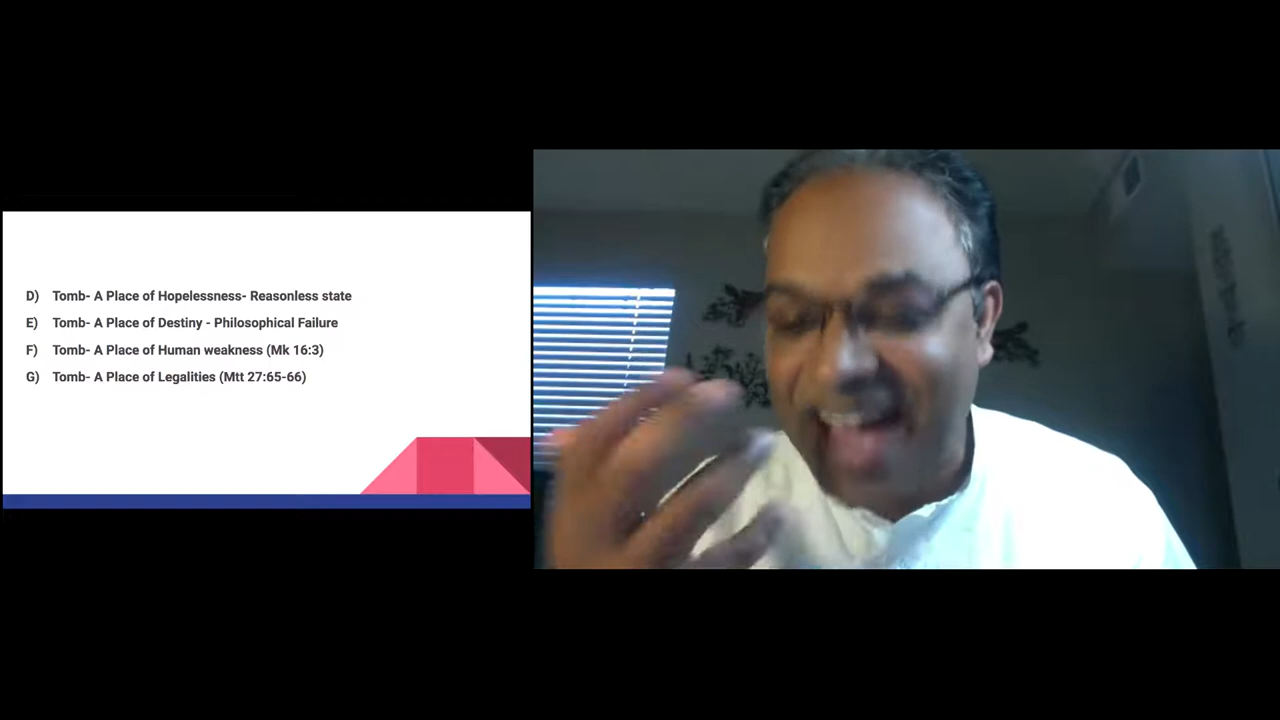 D) Tomb- A Place of Hopelessness- Reasonless state
E) Tomb- A Place of Destiny - Philosophical Failure
F) Tomb- A Place of Human weakness (Mk 16:3)
G) Tomb- A Place of Legalities (Mtt 27:65-66)